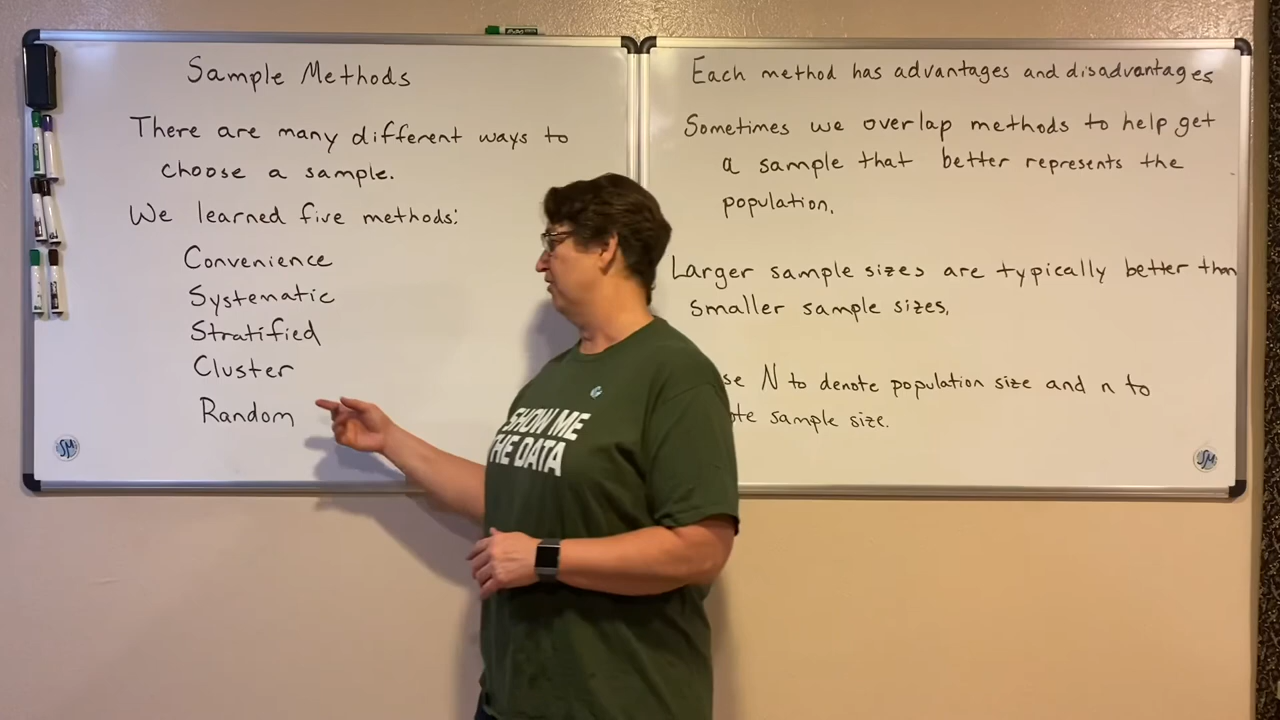 Sample Methods
There are many different ways to
choose a sample.
We learned five methods:
Convenience
Systematic
Stratified
Cluster
Random
Each method has advantages and disadvantages
Sometimes we overlap methods to help get
a sample that better represents the
population.
Larger sample sizes are typically better than
smaller sample sizes.
N to denote population size and n to
sample size.
SHOW ME
THE DATA
SM
SM